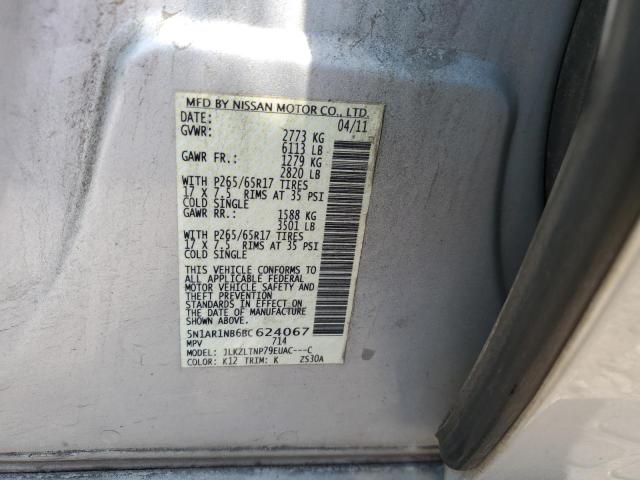 MFD BY NISSAN MOTOR CO., LTD.
DATE: 04/11
GVWR: 2773 KG
6113 LB
GAWR FR.: 1279 KG
2820 LB
WITH P265/65R17 TIRES
17 X 7.5 RIMS AT 35 PSI
COLD SINGLE
GAWR RR.: 1588 KG
3501 LB
WITH P265/65R17 TIRES
17 X 7.5 RIMS AT 35 PSI
COLD SINGLE
THIS VEHICLE CONFORMS TO
ALL APPLICABLE FEDERAL
MOTOR VEHICLE SAFETY AND
THEFT PREVENTION
STANDARDS IN EFFECT ON
THE DATE OF MANUFACTURE
SHOWN ABOVE.
5N1AR1NB6BC 624067
MPV 714
MODEL: JLKZLTNP79EUAC---C
COLOR: K12 TRIM: K ZS30A